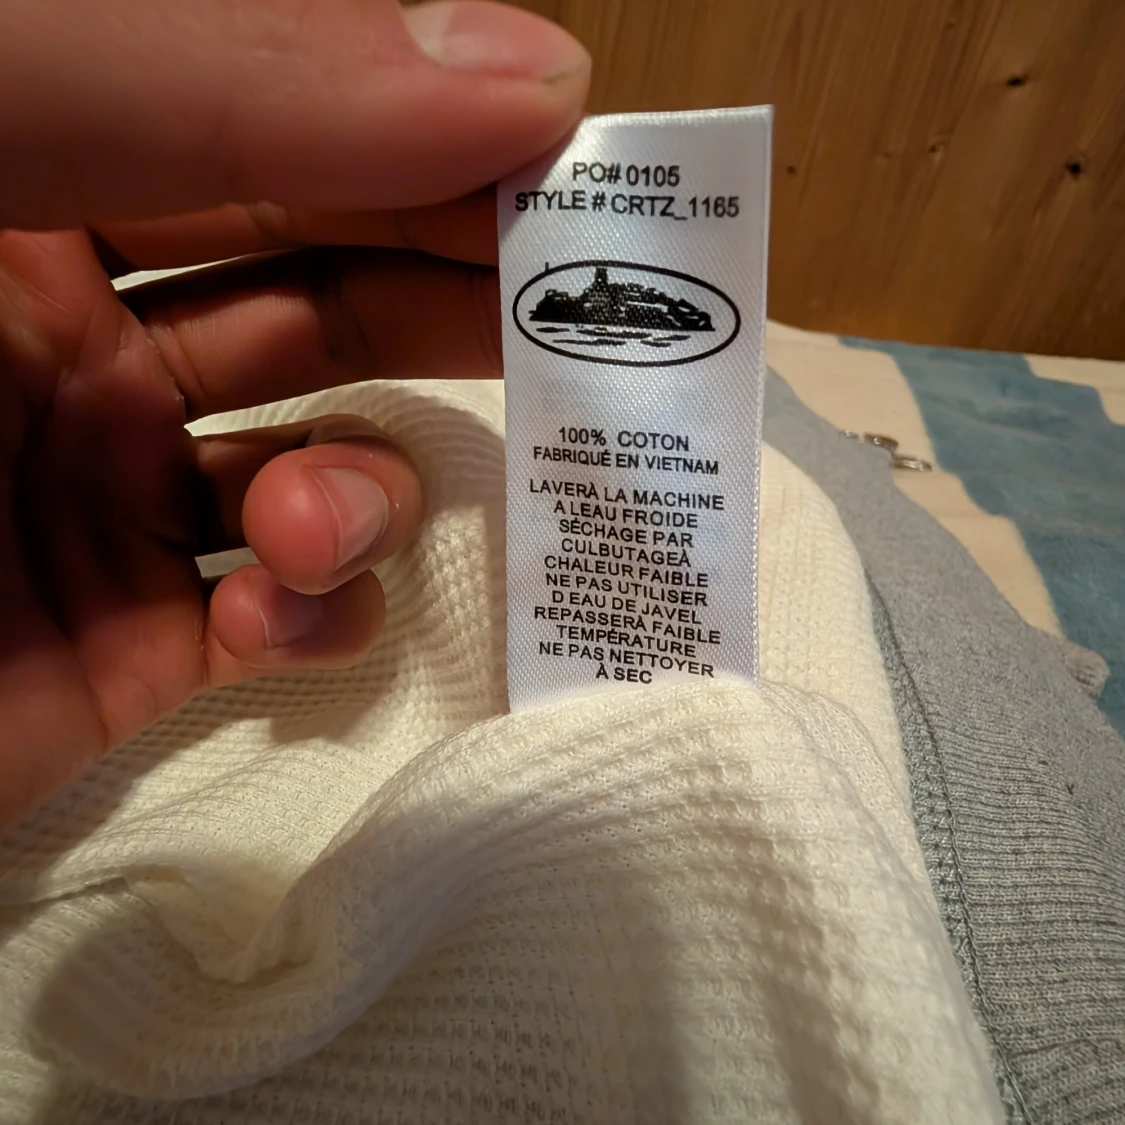 PO# 0105
STYLE # CRTZ_1165
100% COTON
FABRIQUÉ EN VIETNAM
LAVERÀ LA MACHINE
A LEAU FROIDE
SÉCHAGE PAR
CULBUTAGEÀ
CHALEUR FAIBLE
NE PAS UTILISER
D EAU DE JAVEL
REPASSERÀ FAIBLE
TEMPÉRATURE
NE PAS NETTOYER
À SEC